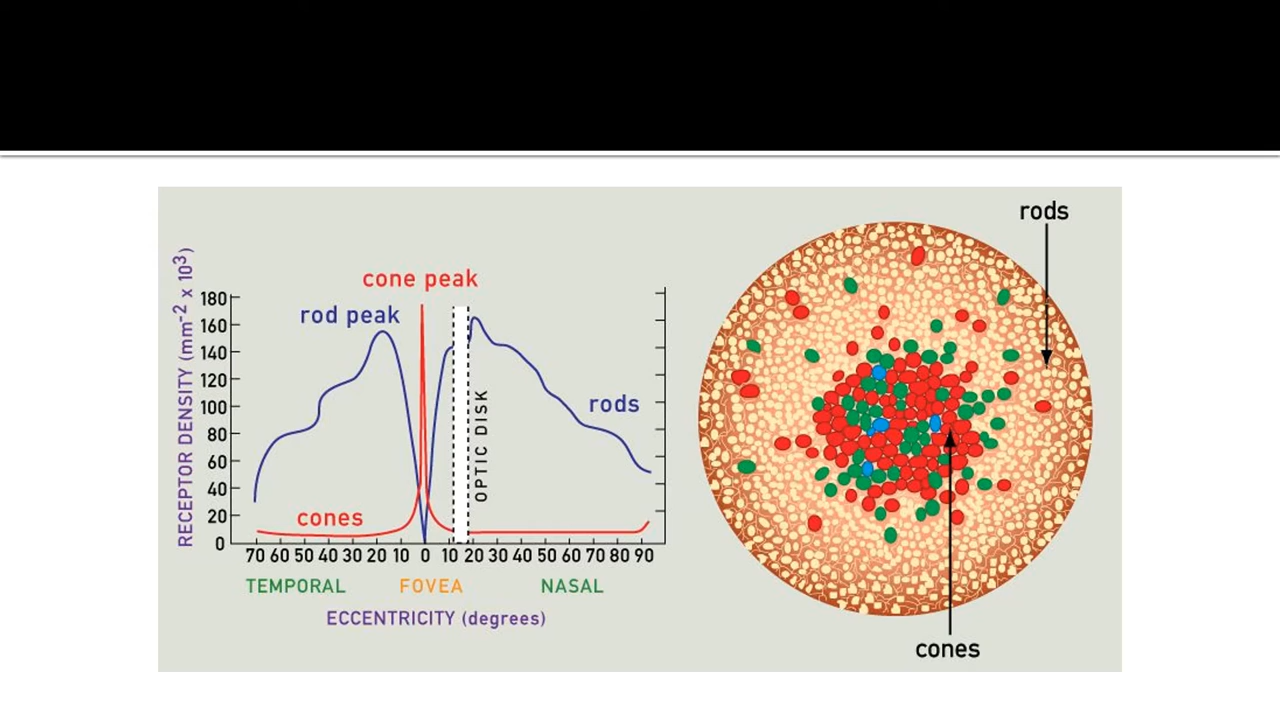 cone peak
rod peak
RECEPTOR DENSITY (mm-2 x 103)
180
160
140
120
100
80
60
40
20
0
cones
rods
OPTIC DISK
70 60 50 40 30 20 10 0 10 20 30 40 50 60 70 80 90
TEMPORAL FOVEA NASAL
ECCENTRICITY (degrees)
rods
cones